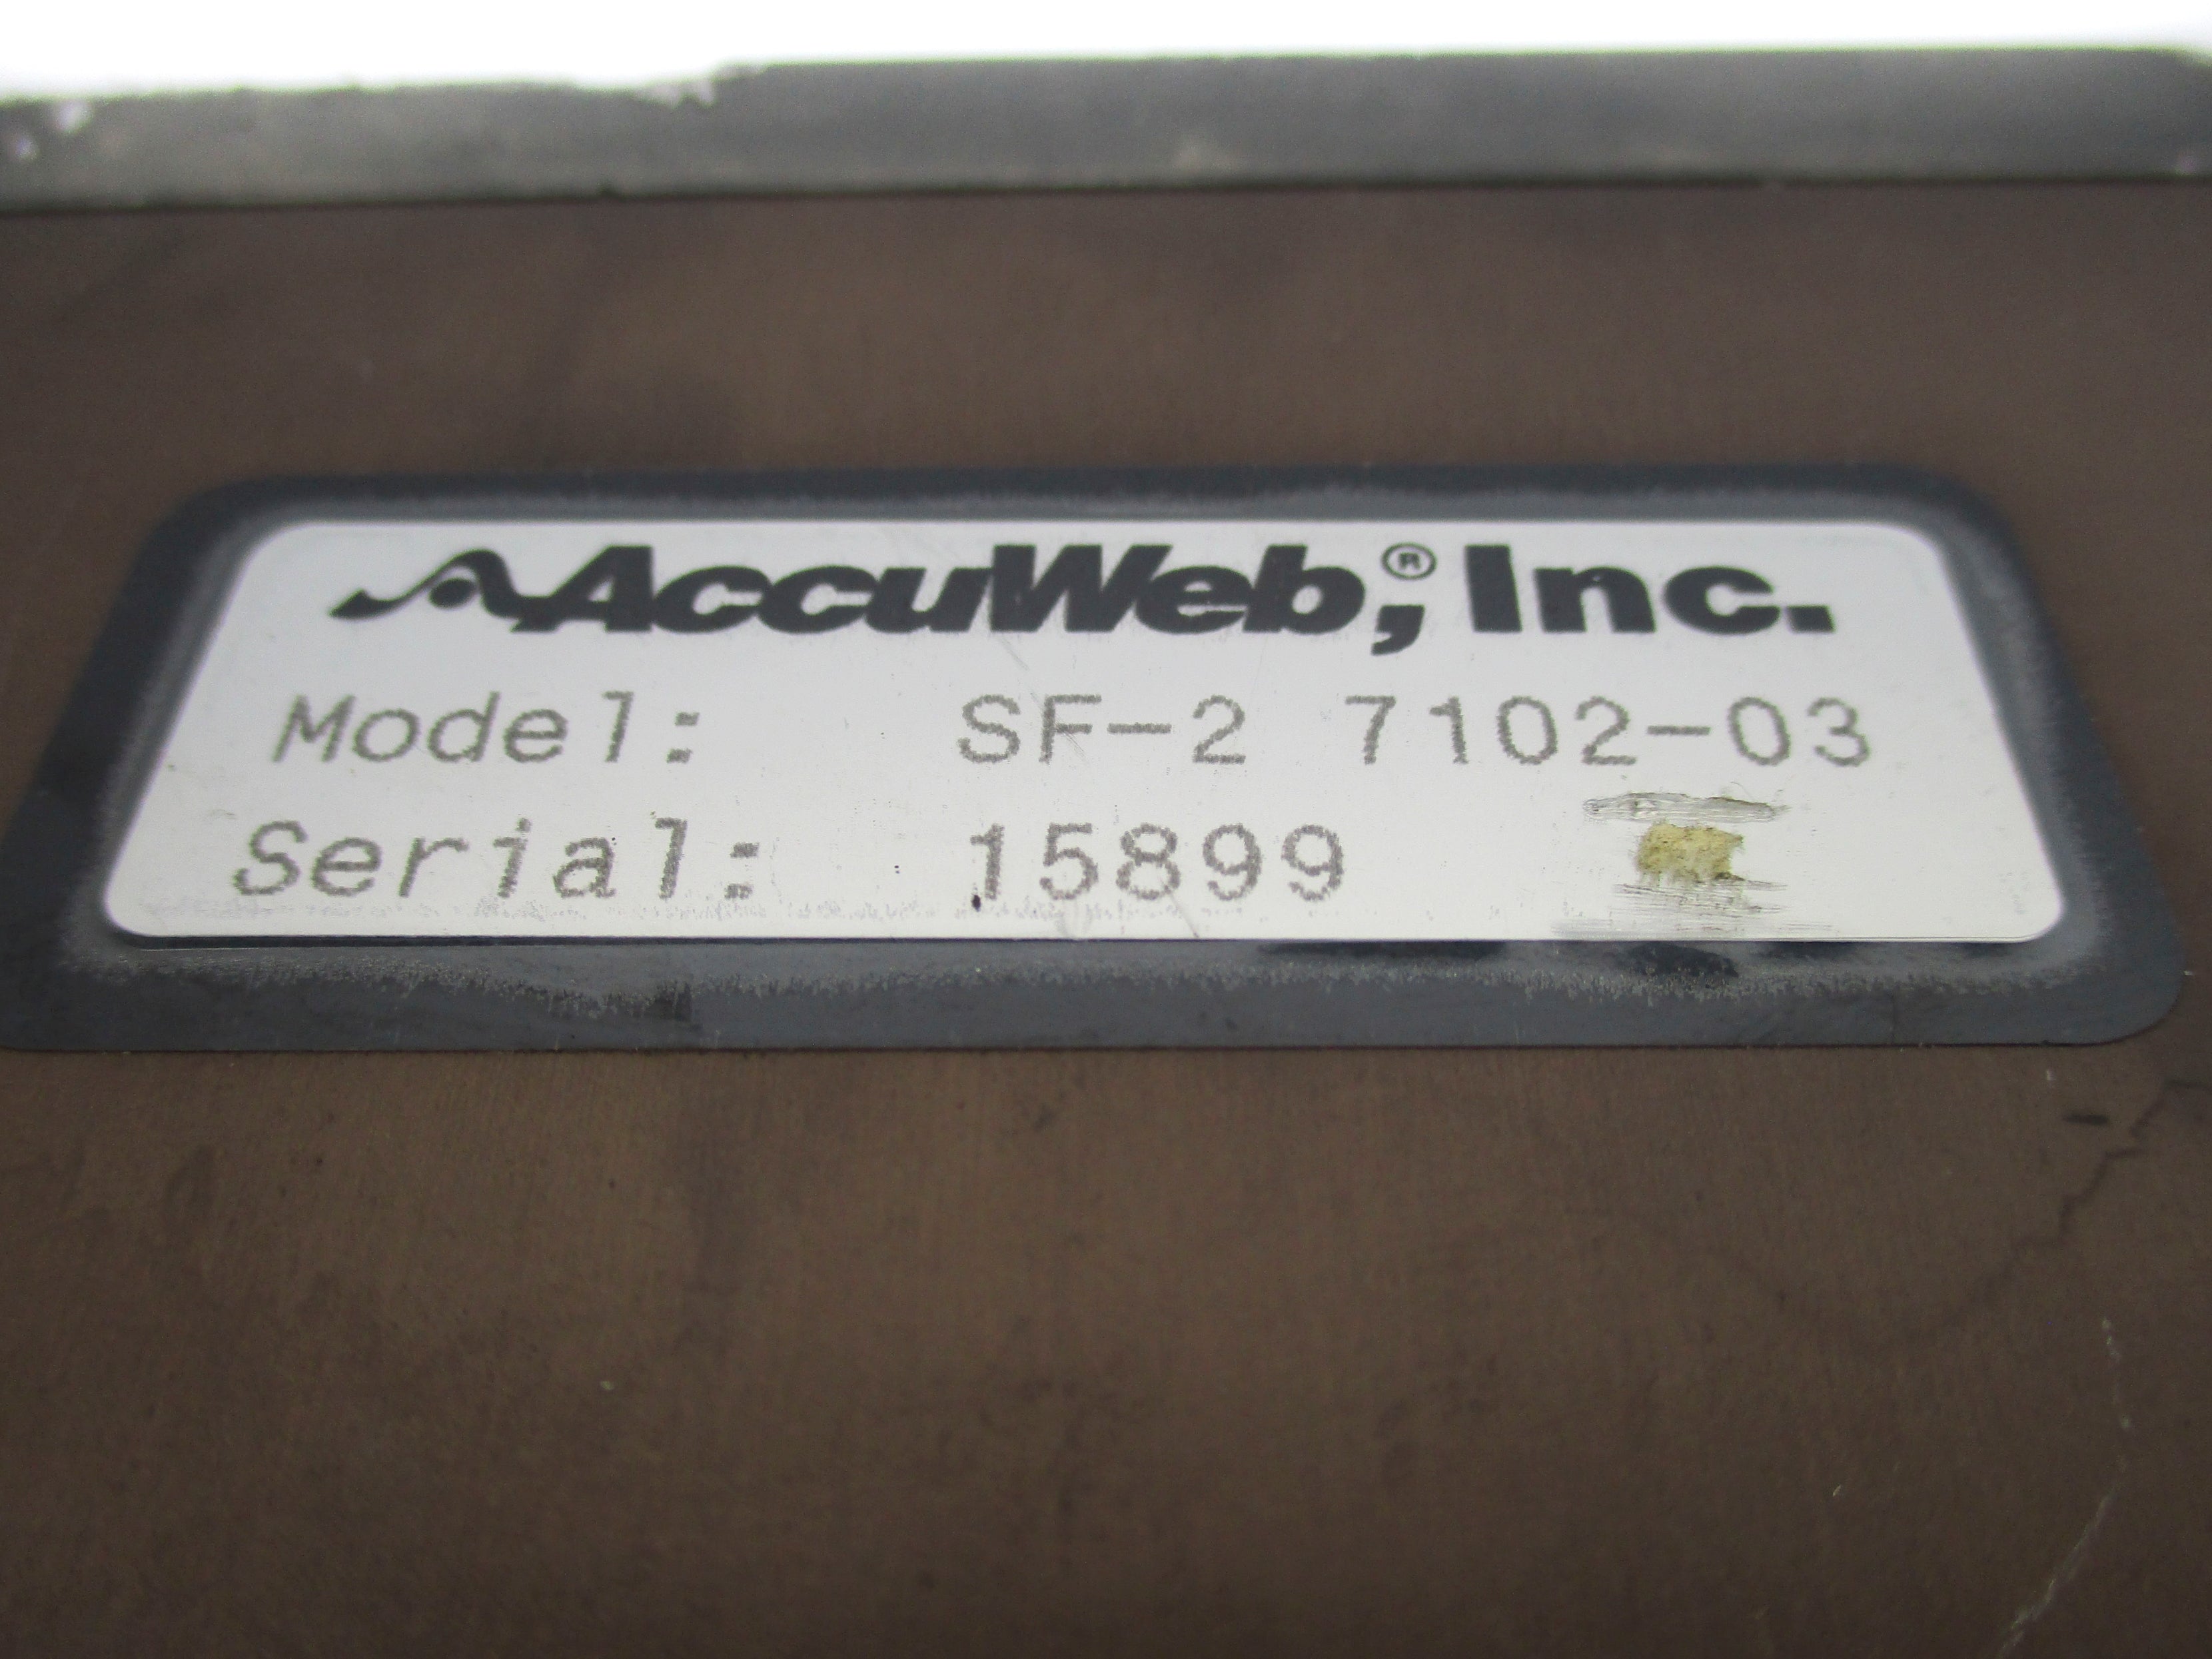 AccuWeb,® Inc.
Model: SF-2 7102-03
Serial: 15899